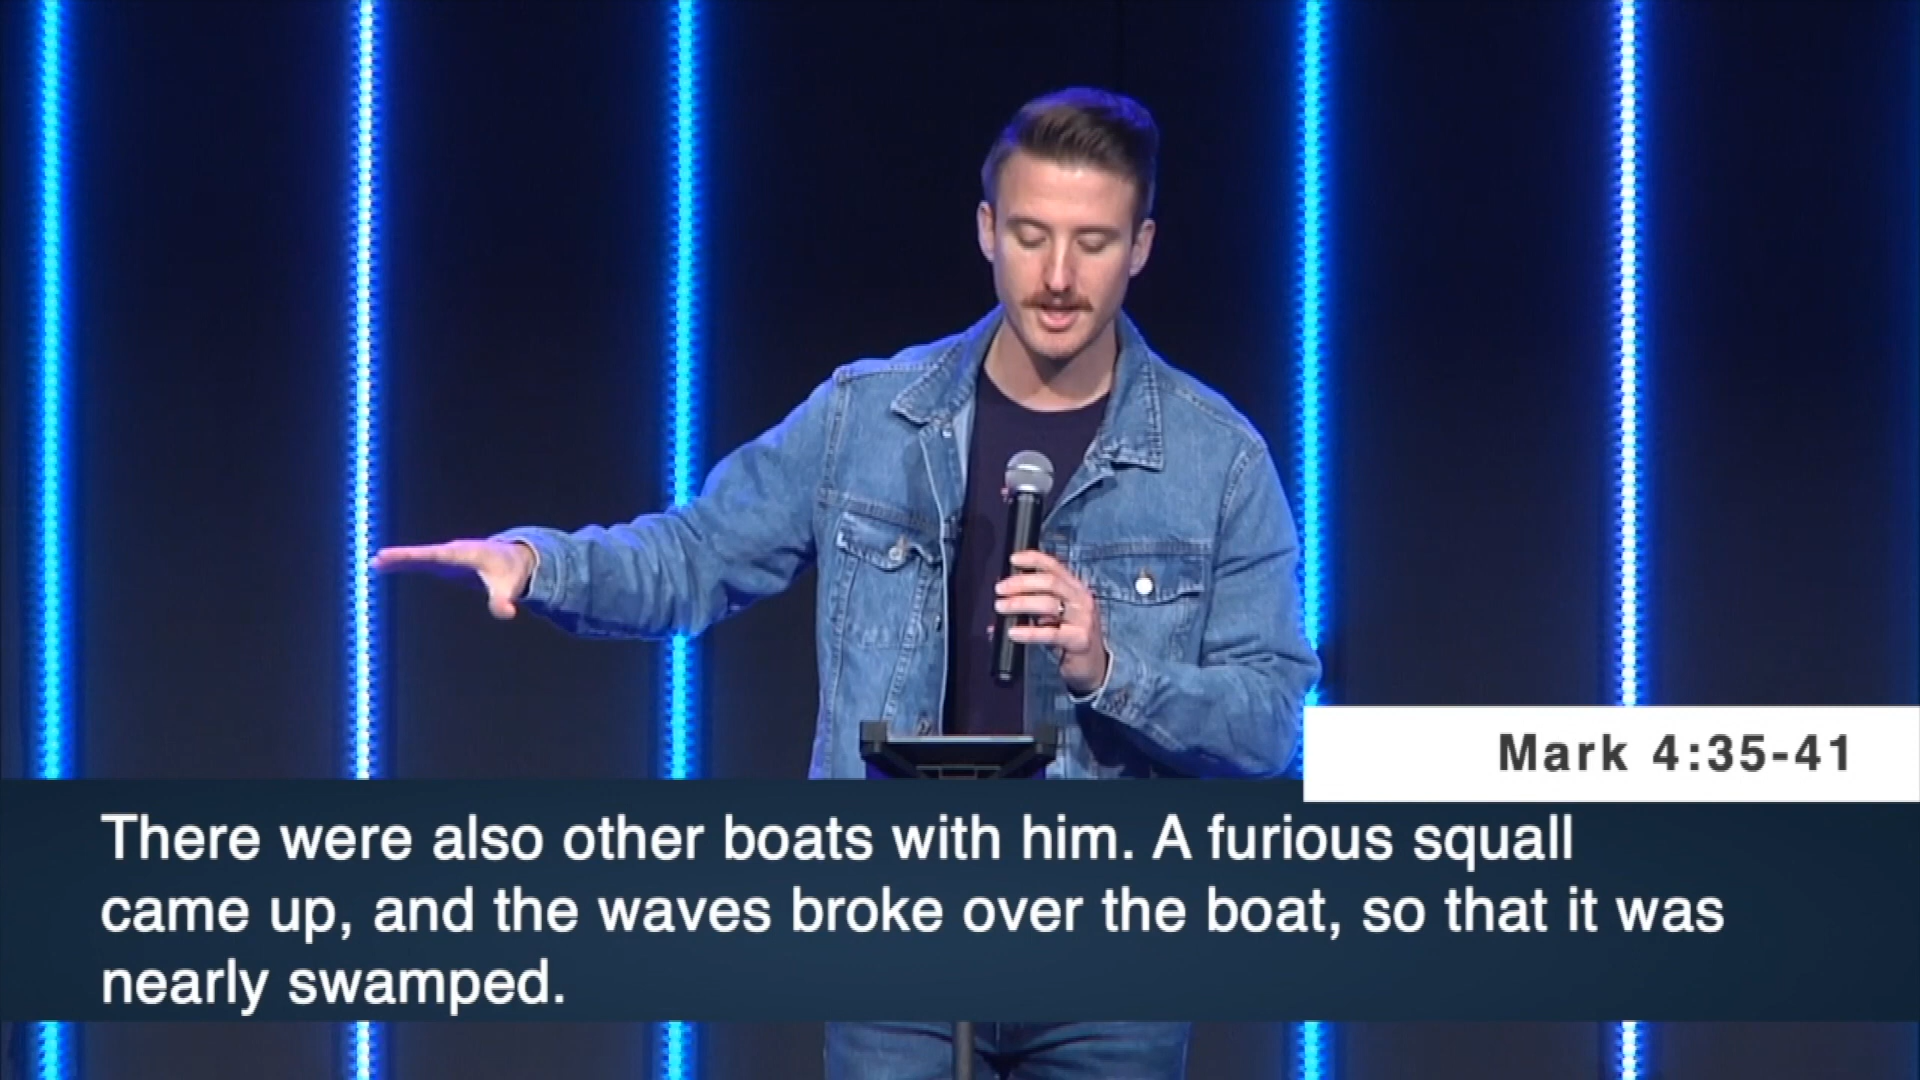 Mark 4:35-41
There were also other boats with him. A furious squall
came up, and the waves broke over the boat, so that it was
nearly swamped.